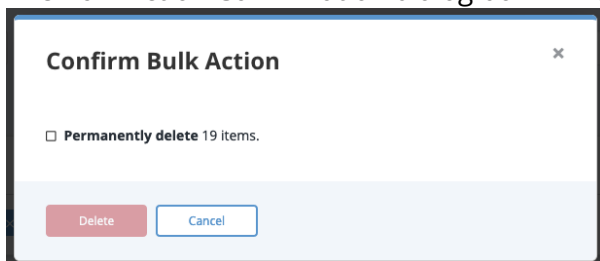 Confirm Bulk Action
×
Permanently delete 19 items.
Delete
Cancel